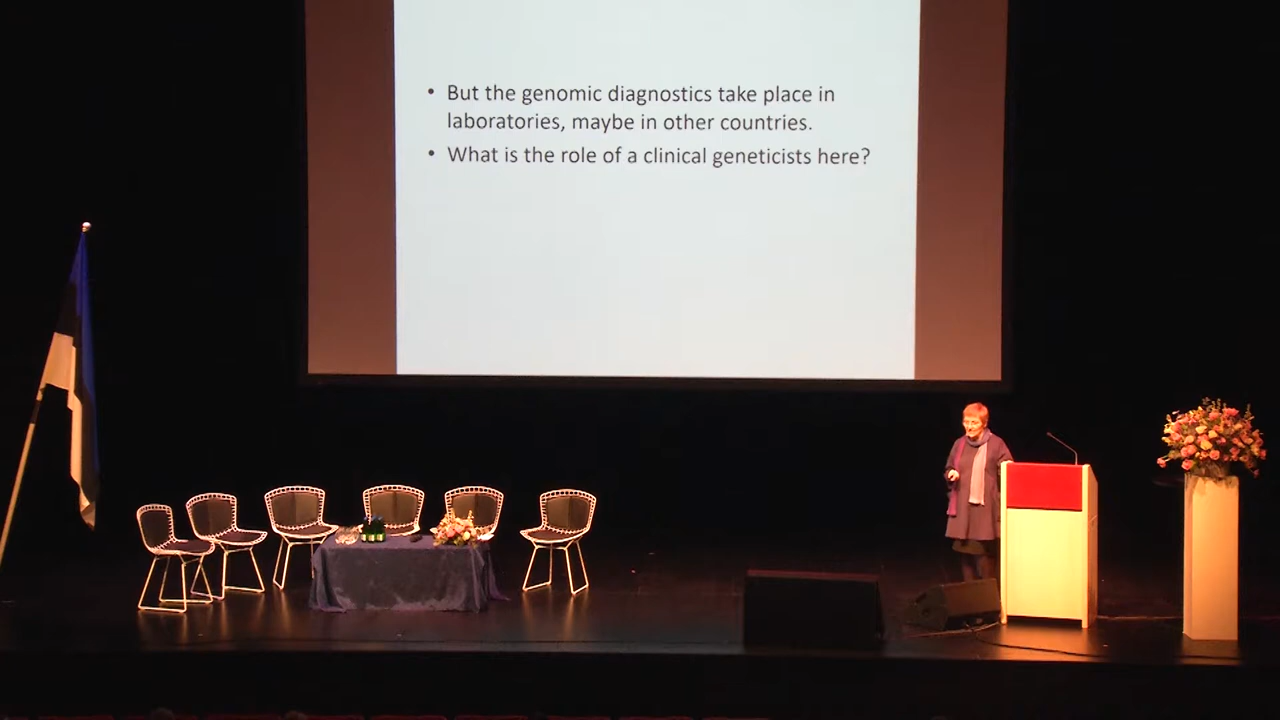 • But the genomic diagnostics take place in
laboratories, maybe in other countries.
• What is the role of a clinical geneticists here?